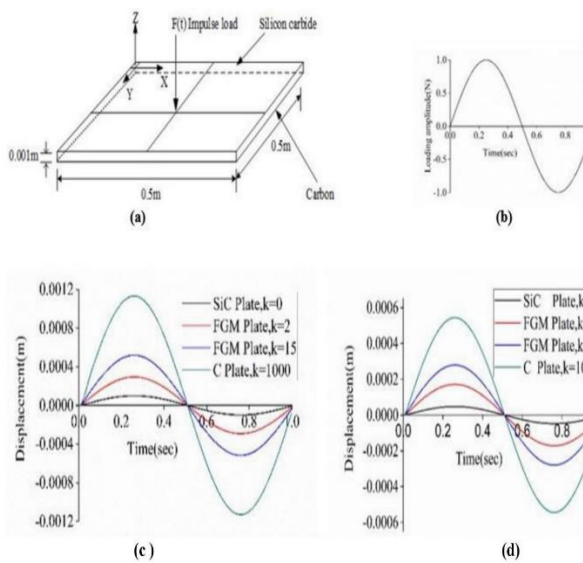 Z
F(t) Impulse load
Silicon carbide
X
Y
0.001m
0.5m
0.5m
Carbon
(a)
Loading amplitude(N)
1.0
0.5
0.0
-0.5
-1.0
0.0 0.2 0.4 0.6 0.8
Time(sec)
(b)
Displacement(m)
0.0012
0.0008
0.0004
0.0000
-0.0004
-0.0008
-0.0012
SiC Plate,k=0
FGM Plate,k=2
FGM Plate,k=15
C Plate,k=1000
0.0 0.2 0.4 0.6 0.8 1.0
Time(sec)
(c )
Displacement(m)
0.0006
0.0004
0.0002
0.0000
-0.0002
-0.0004
-0.0006
SiC Plate,k
FGM Plate,k
FGM Plate,k
C Plate,k=10
0.0 0.2 0.4 0.6 0.8
Time(sec)
(d)